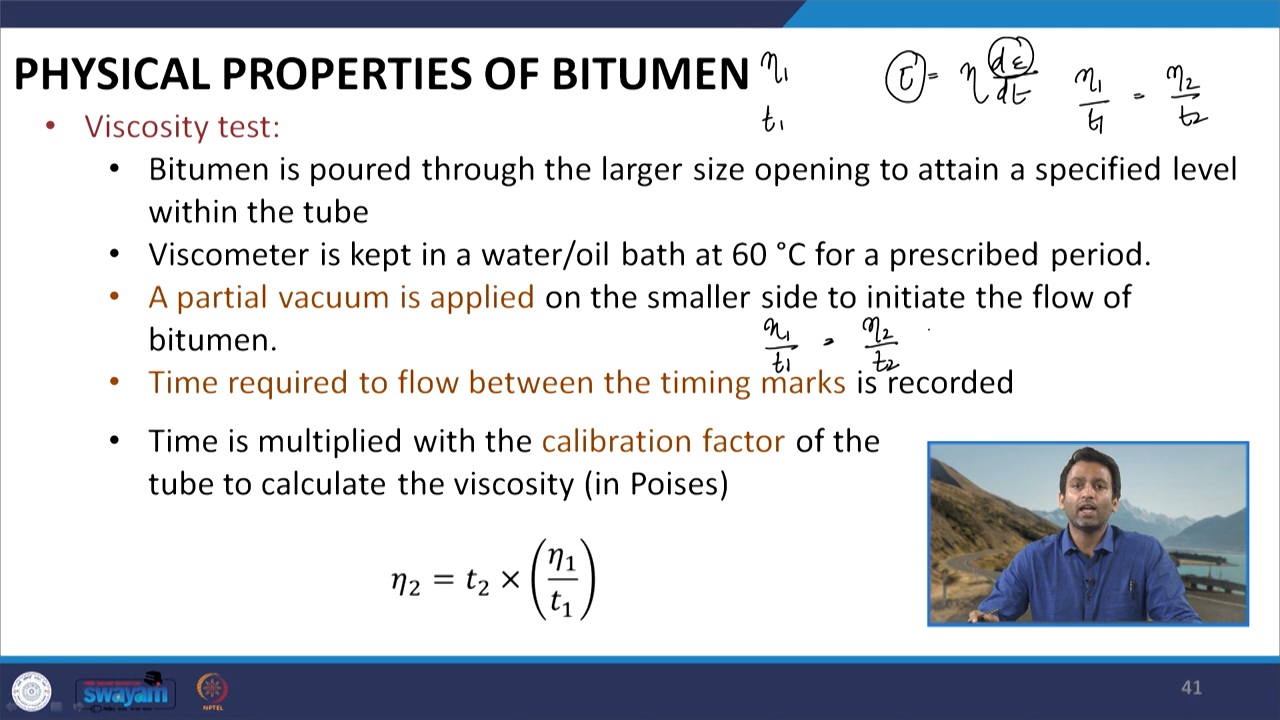 PHYSICAL PROPERTIES OF BITUMEN
η₁
t₁
τ = η dε/dt
η₁/t₁ = η₂/t₂
• Viscosity test:
• Bitumen is poured through the larger size opening to attain a specified level
within the tube
• Viscometer is kept in a water/oil bath at 60 °C for a prescribed period.
• A partial vacuum is applied on the smaller side to initiate the flow of
bitumen.
η₁/t₁ = η₂/t₂
• Time required to flow between the timing marks is recorded
• Time is multiplied with the calibration factor of the
tube to calculate the viscosity (in Poises)
η₂ = t₂ × (η₁/t₁)
swayam
NPTEL
41